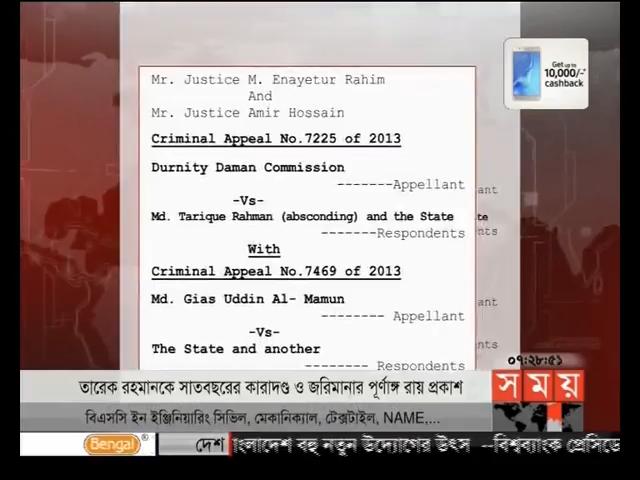 Get up to
10,000/-*
cashback
Mr. Justice M. Enayetur Rahim
And
Mr. Justice Amir Hossain
Criminal Appeal No.7225 of 2013
Durnity Daman Commission
-------Appellant
-Vs-
Md. Tarique Rahman (absconding) and the State
---------Respondents
With
Criminal Appeal No.7469 of 2013
Md. Gias Uddin Al- Mamun
-------- Appellant
-Vs-
The State and another
-------- Respondents
০৭:২৮:৫১
তারেক রহমানকে সাতবছরের কারাদণ্ড ও জরিমানার পূর্ণাঙ্গ রায় প্রকাশ
সময়
বিএসসি ইন ইঞ্জিনিয়ারিং সিভিল, মেকানিক্যাল, টেক্সটাইল, NAME,...
Bengal®
দেশ
বাংলাদেশ বহু নতুন উদ্যোগের উৎস --বিশ্বব্যাংক প্রেসিডে